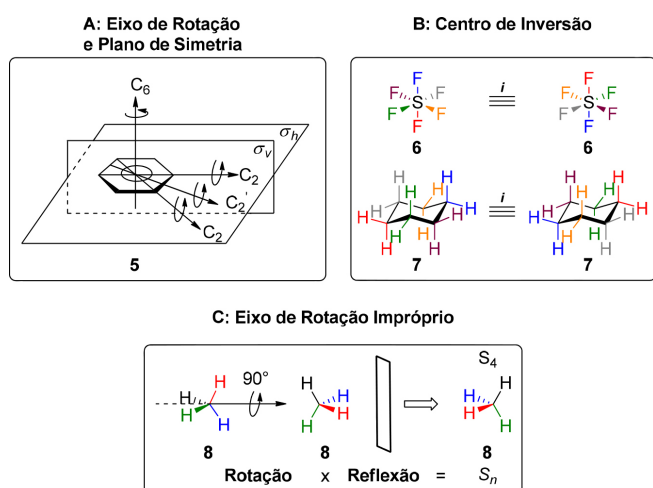 A: Eixo de Rotação
e Plano de Simetria
C6
σh
σv
C2
C2'
C2
5
B: Centro de Inversão
F
F F
S
F F
F
i
F
F F
S
F F
F
6 6
H H
H H
H H
H H
H H
H H
i
H H
H H
H H
H H
H H
H H
7 7
C: Eixo de Rotação Impróprio
H
H
H
H
90°
H
H
H
H
S4
H
H
H
H
8 8 8
Rotação x Reflexão = Sn